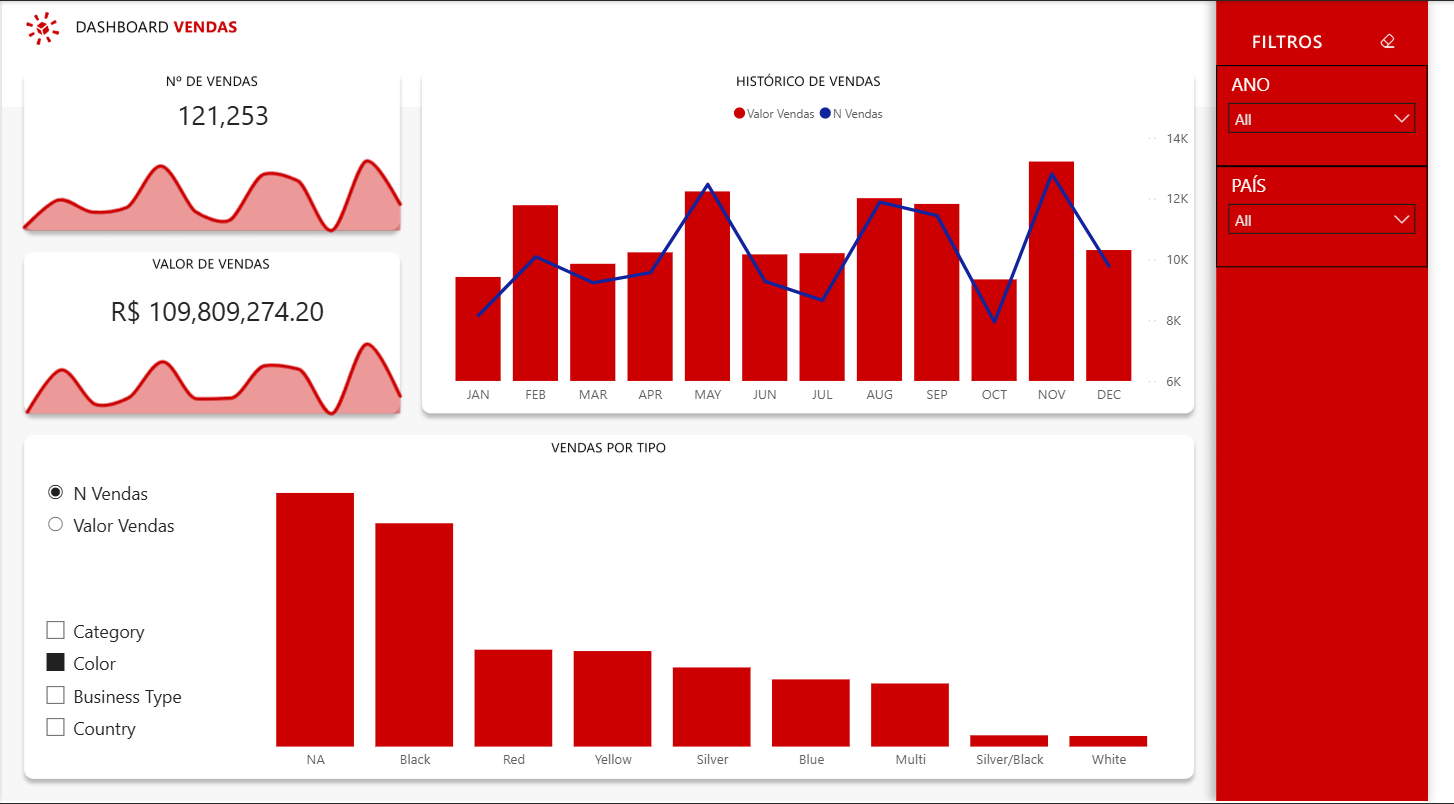 DASHBOARD VENDAS
Nº DE VENDAS
121,253
VALOR DE VENDAS
R$ 109,809,274.20
HISTÓRICO DE VENDAS
Valor Vendas N Vendas
14K
12K
10K
8K
6K
JAN FEB MAR APR MAY JUN JUL AUG SEP OCT NOV DEC
VENDAS POR TIPO
N Vendas
Valor Vendas
Category
Color
Business Type
Country
NA Black Red Yellow Silver Blue Multi Silver/Black White
FILTROS
ANO
All
PAÍS
All